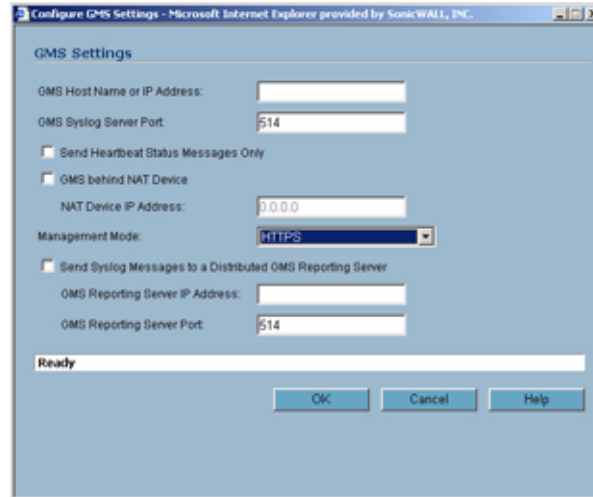 Configure GMS Settings - Microsoft Internet Explorer provided by SonicWALL, INC.
GMS Settings
GMS Host Name or IP Address:
GMS Syslog Server Port: 514
Send Heartbeat Status Messages Only
GMS behind NAT Device
NAT Device IP Address: 0.0.0.0
Management Mode: HTTPS
Send Syslog Messages to a Distributed GMS Reporting Server
GMS Reporting Server IP Address:
GMS Reporting Server Port: 514
Ready
OK Cancel Help